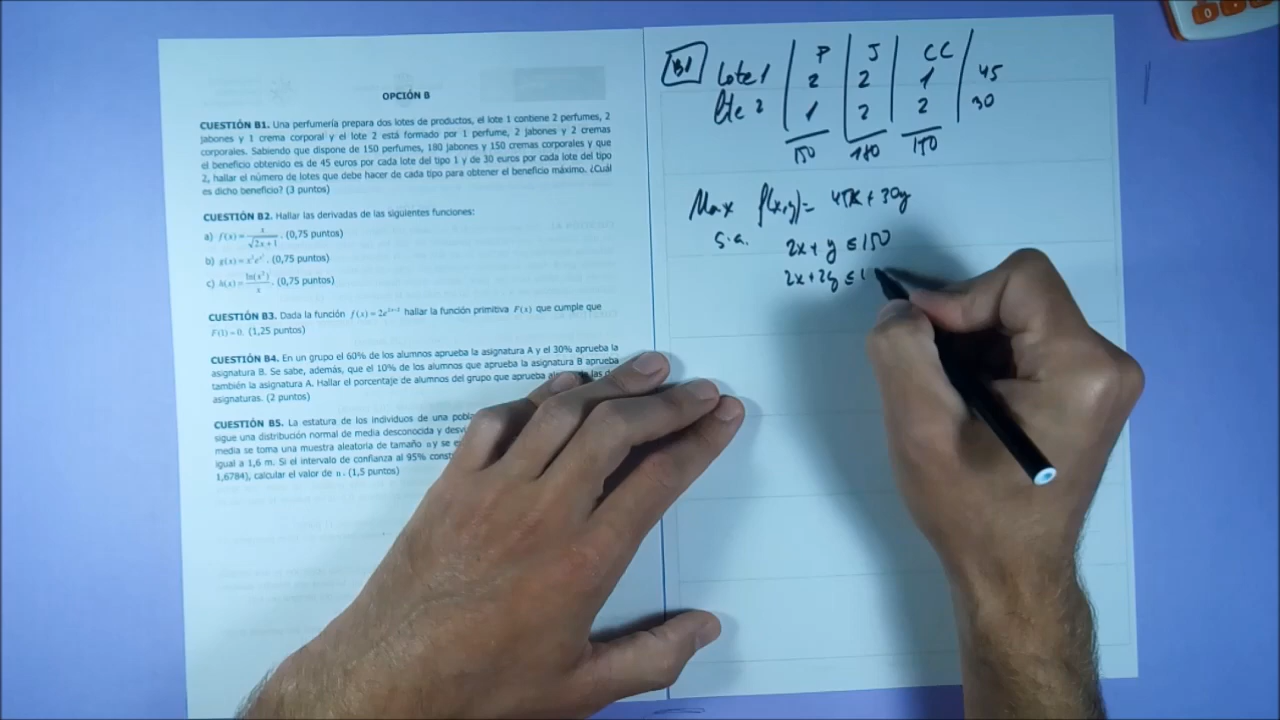 OPCIÓN B
CUESTIÓN B1. Una perfumería prepara dos lotes de productos, el lote 1 contiene 2 perfumes, 2
jabones y 1 crema corporal y el lote 2 está formado por 1 perfume, 2 jabones y 2 cremas
corporales. Sabiendo que dispone de 150 perfumes, 180 jabones y 150 cremas corporales y que
el beneficio obtenido es de 45 euros por cada lote del tipo 1 y de 30 euros por cada lote del tipo
2, hallar el número de lotes que debe hacer de cada tipo para obtener el beneficio máximo. ¿Cuál
es dicho beneficio? (3 puntos)
CUESTIÓN B2. Hallar las derivadas de las siguientes funciones:
a) f(x) = x/√(2x+1). (0,75 puntos)
b) (0,75 puntos)
c) h(x) = ln(x²)/x. (0,75 puntos)
CUESTIÓN B3. Dada la función hallar la función primitiva F(x) que cumple que
F(1)=0. (1,25 puntos)
CUESTIÓN B4. En un grupo el 60% de los alumnos aprueba la asignatura A y el 30% aprueba la
asignatura B. Se sabe, además, que el 10% de los alumnos que aprueba la asignatura B aprueba
también la asignatura A. Hallar el porcentaje de alumnos del grupo que aprueba las
asignaturas. (2 puntos)
CUESTIÓN B5. La estatura de los individuos de una
sigue una distribución normal de media desconocida y
media se toma una muestra aleatoria de tamaño n y se
igual a 1,6 m. Si el intervalo de confianza al 95%
1,6784), calcular el valor de n. (1,5 puntos)
B1 P J CC
Lote 1 2 2 1 45
Lote 2 1 2 2 30
150 180 150
Max f(x,y) = 45x + 30y
s.a. 2x + y ≤ 150
2x + 2y ≤ 1